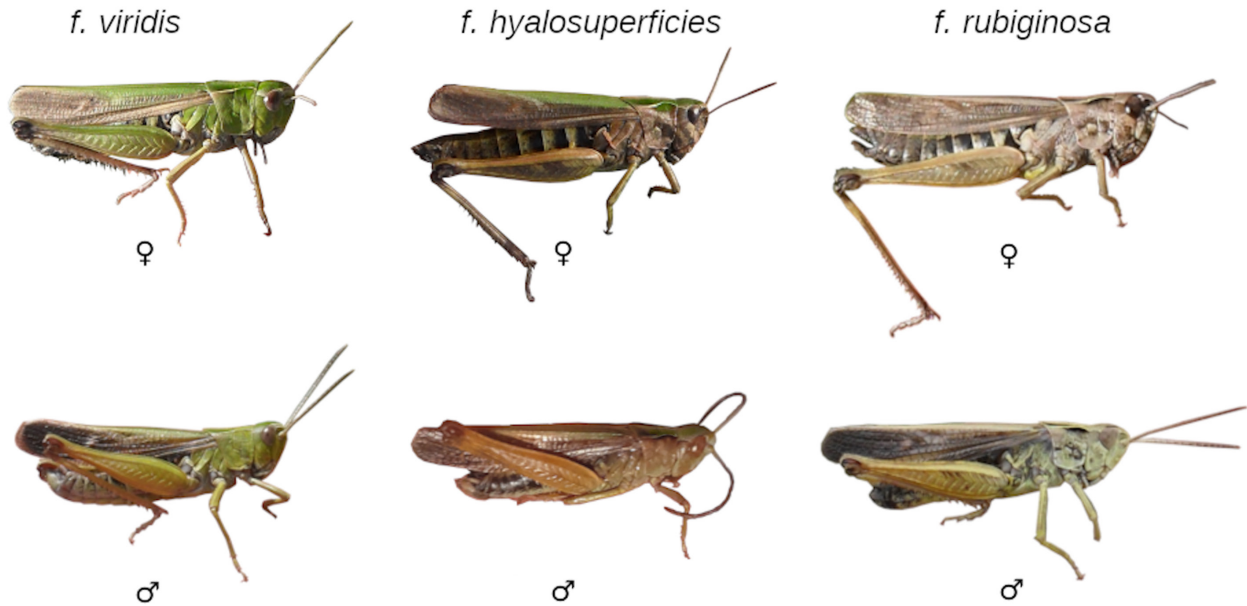 f. viridis
f. hyalosuperficies
f. rubiginosa
♀
♀
♀
♂
♂
♂